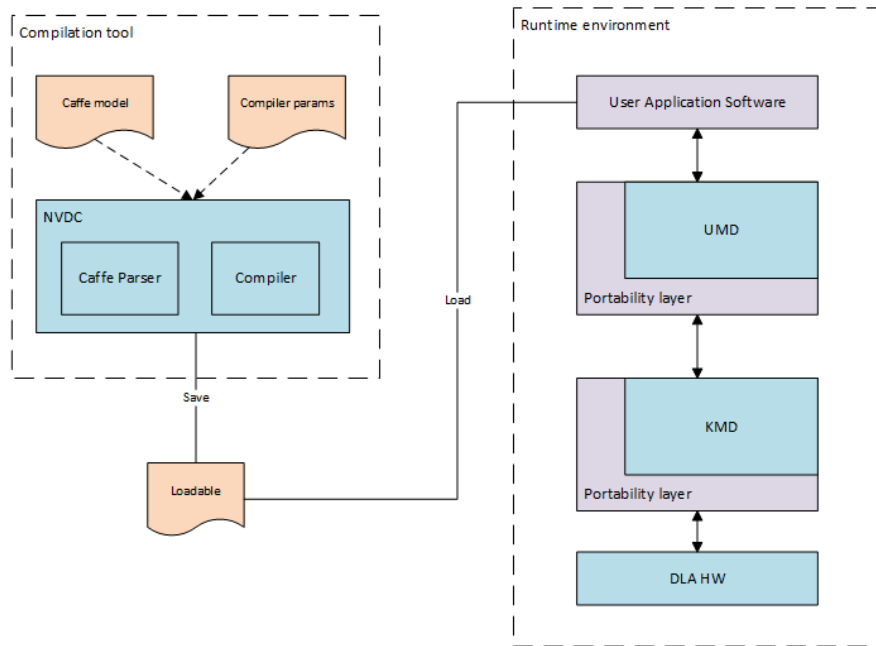 Compilation tool
Caffe model
Compiler params
NVDC
Caffe Parser
Compiler
Save
Loadable
Load
Runtime environment
User Application Software
UMD
Portability layer
KMD
Portability layer
DLA HW